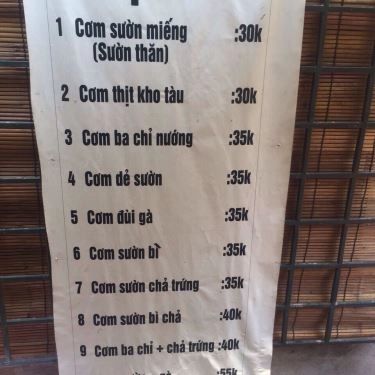 1 Cơm sườn miếng :30k
(Sườn thăn)
2 Cơm thịt kho tàu :30k
3 Cơm ba chỉ nướng :35k
4 Cơm dẻ sườn :35k
5 Cơm đùi gà :35k
6 Cơm sườn bì :35k
7 Cơm sườn chả trứng :35k
8 Cơm sườn bì chả :40k
9 Cơm ba chỉ + chả trứng :40k
:55k